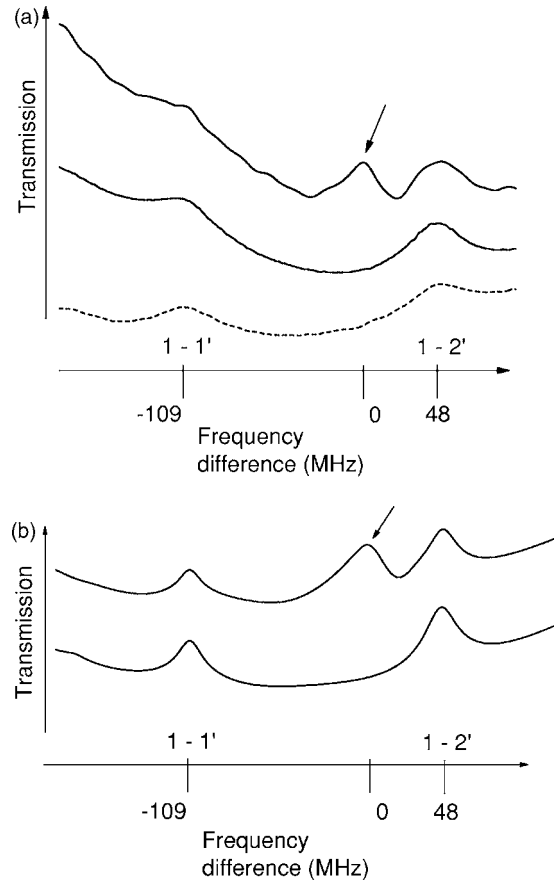 (a)
Transmission
1 - 1' 1 - 2'
-109 0 48
Frequency
difference (MHz)
(b)
Transmission
1 - 1' 1 - 2'
-109 0 48
Frequency
difference (MHz)